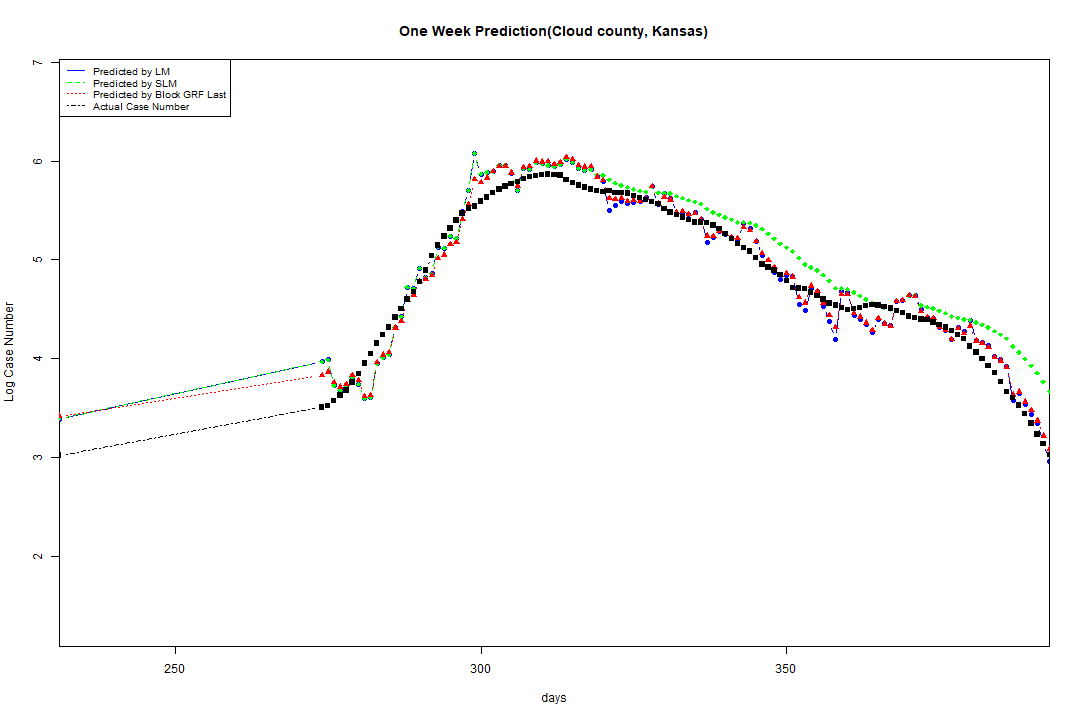 One Week Prediction(Cloud county, Kansas)
Predicted by LM
Predicted by SLM
Predicted by Block GRF Last
Actual Case Number
7
6
5
4
3
2
Log Case Number
250 300 350
days